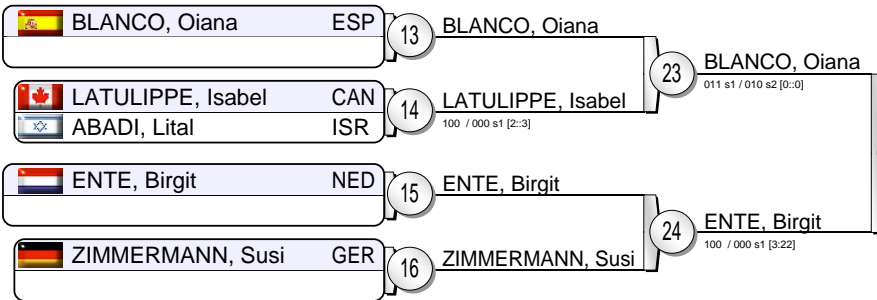 BLANCO, Oiana ESP
13
BLANCO, Oiana
23
BLANCO, Oiana
011 s1 / 010 s2 [0::0]
LATULIPPE, Isabel CAN
14
LATULIPPE, Isabel
100 / 000 s1 [2::3]
ABADI, Lital ISR
ENTE, Birgit NED
15
ENTE, Birgit
24
ENTE, Birgit
100 / 000 s1 [3:22]
ZIMMERMANN, Susi GER
16
ZIMMERMANN, Susi